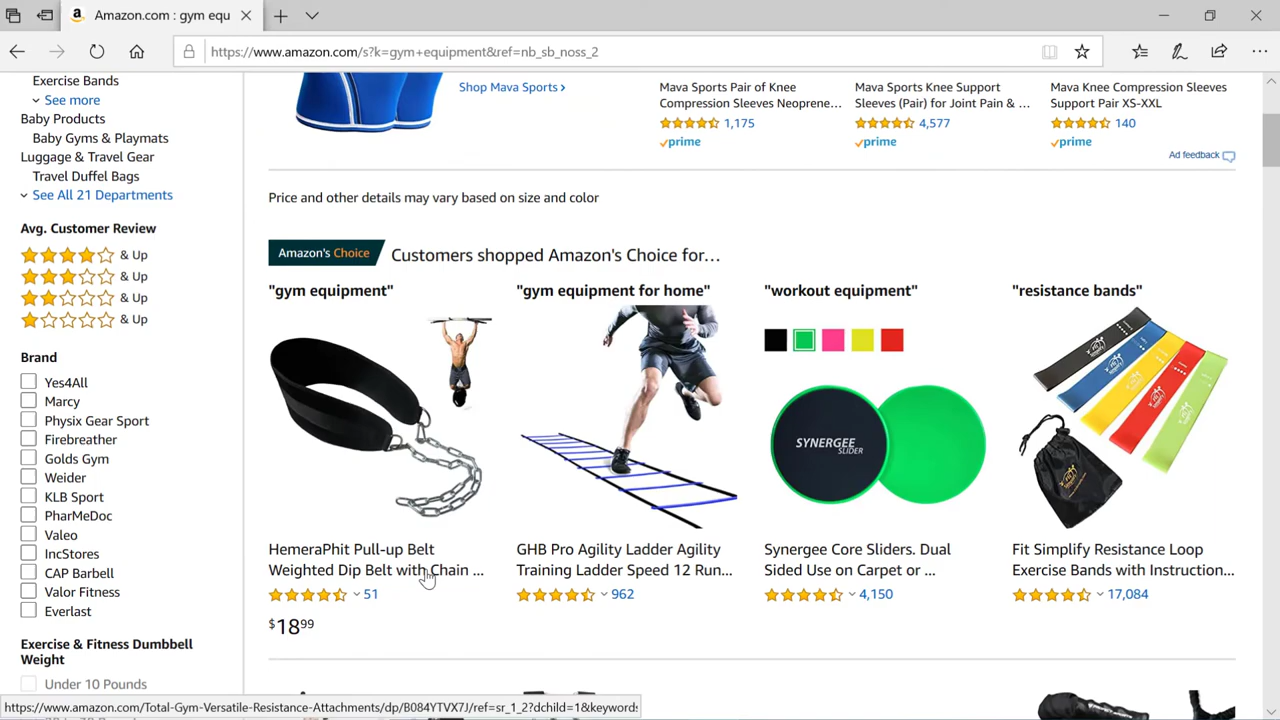 Amazon.com : gym equ
https://www.amazon.com/s?k=gym+equipment&ref=nb_sb_noss_2
Exercise Bands
See more
Baby Products
Baby Gyms & Playmats
Luggage & Travel Gear
Travel Duffel Bags
See All 21 Departments
Avg. Customer Review
& Up
& Up
& Up
& Up
Brand
Yes4All
Marcy
Physix Gear Sport
Firebreather
Golds Gym
Weider
KLB Sport
PharMeDoc
Valeo
IncStores
CAP Barbell
Valor Fitness
Everlast
Exercise & Fitness Dumbbell
Weight
Under 10 Pounds
Shop Mava Sports
Mava Sports Pair of Knee
Compression Sleeves Neoprene...
1,175
prime
Mava Sports Knee Support
Sleeves (Pair) for Joint Pain & ...
4,577
prime
Mava Knee Compression Sleeves
Support Pair XS-XXL
140
prime
Ad feedback
Price and other details may vary based on size and color
Amazon's Choice
Customers shopped Amazon's Choice for…
"gym equipment"
HemeraPhit Pull-up Belt
Weighted Dip Belt with Chain ...
51
$1899
"gym equipment for home"
GHB Pro Agility Ladder Agility
Training Ladder Speed 12 Run...
962
"workout equipment"
SYNERGEE
SLIDER
Synergee Core Sliders. Dual
Sided Use on Carpet or ...
4,150
"resistance bands"
Fit Simplify Resistance Loop
Exercise Bands with Instruction...
17,084
https://www.amazon.com/Total-Gym-Versatile-Resistance-Attachments/dp/B084YTVX7J/ref=sr_1_2?dchild=1&keywords